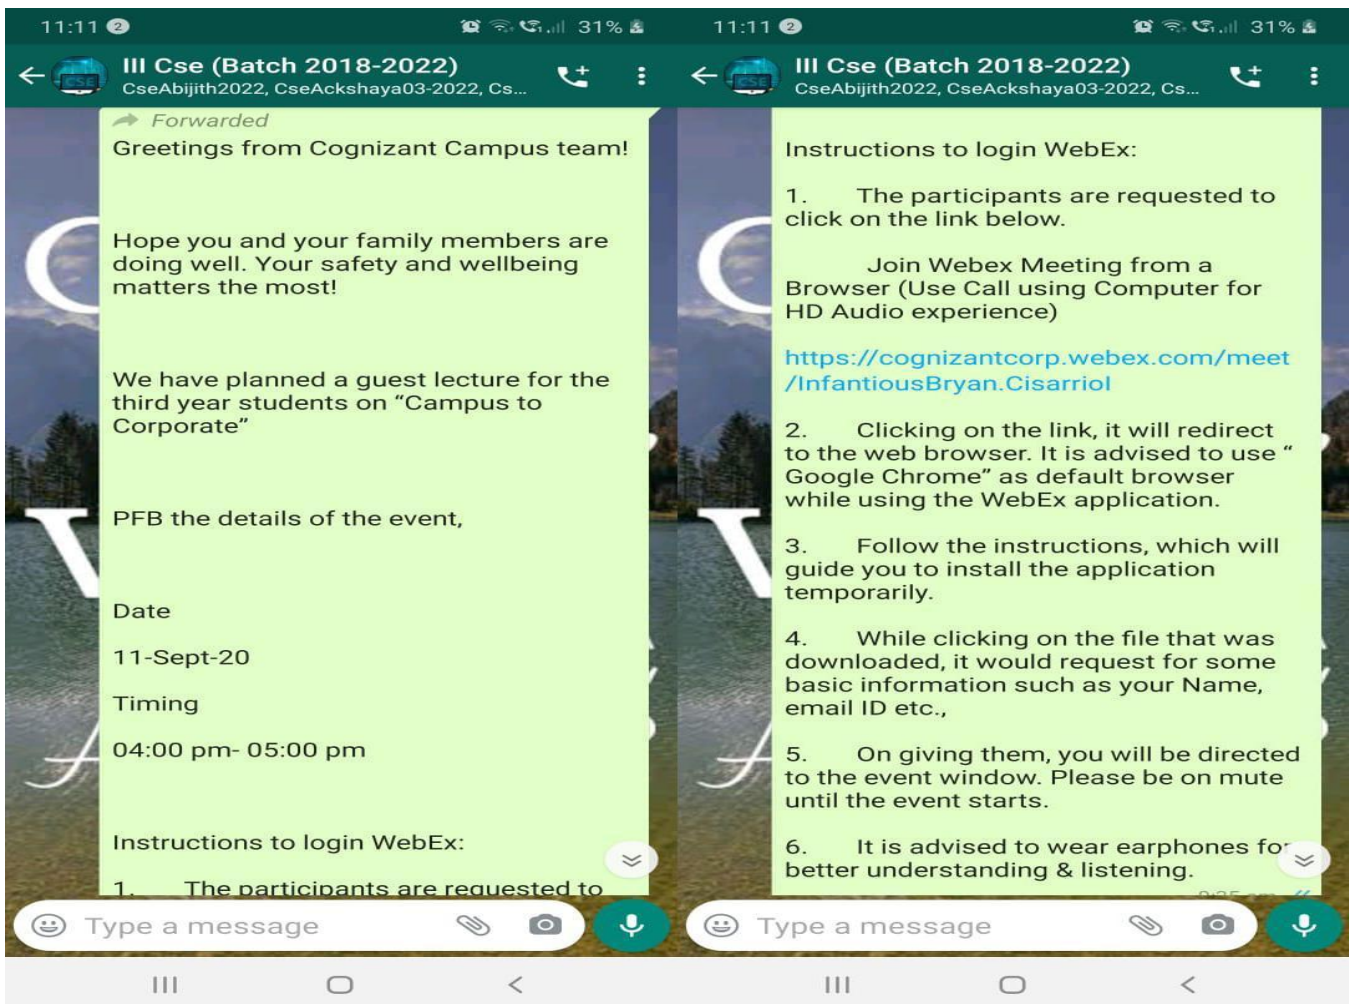 11:11 2 31%
III Cse (Batch 2018-2022)
CseAbijith2022, CseAckshaya03-2022, Cs...
CSE
Forwarded
Greetings from Cognizant Campus team!
Hope you and your family members are
doing well. Your safety and wellbeing
matters the most!
We have planned a guest lecture for the
third year students on “Campus to
Corporate”
PFB the details of the event,
Date
11-Sept-20
Timing
04:00 pm- 05:00 pm
Instructions to login WebEx:
1. The participants are requested to
Type a message
11:11 2 31%
III Cse (Batch 2018-2022)
CseAbijith2022, CseAckshaya03-2022, Cs...
CSE
Instructions to login WebEx:
1. The participants are requested to
click on the link below.
Join Webex Meeting from a
Browser (Use Call using Computer for
HD Audio experience)
https://cognizantcorp.webex.com/meet
/InfantiousBryan.Cisarriol
2. Clicking on the link, it will redirect
to the web browser. It is advised to use “
Google Chrome” as default browser
while using the WebEx application.
3. Follow the instructions, which will
guide you to install the application
temporarily.
4. While clicking on the file that was
downloaded, it would request for some
basic information such as your Name,
email ID etc.,
5. On giving them, you will be directed
to the event window. Please be on mute
until the event starts.
6. It is advised to wear earphones for
better understanding & listening.
Type a message